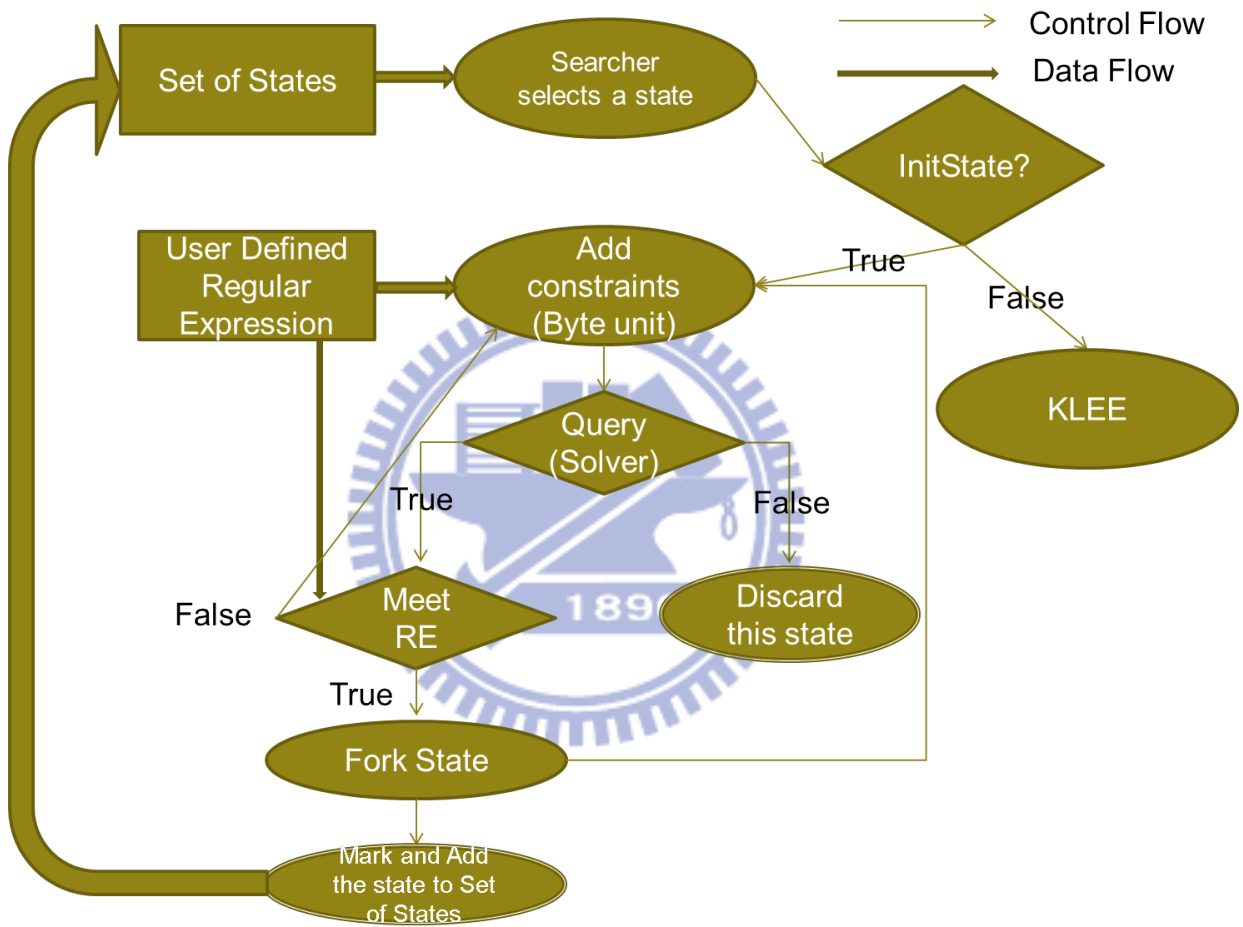 Control Flow
Data Flow
Set of States
Searcher
selects a state
InitState?
User Defined
Regular
Expression
Add
constraints
(Byte unit)
True
False
KLEE
Query
(Solver)
True
False
False
Meet
RE
Discard
this state
189
True
Fork State
Mark and Add
the state to Set
of States